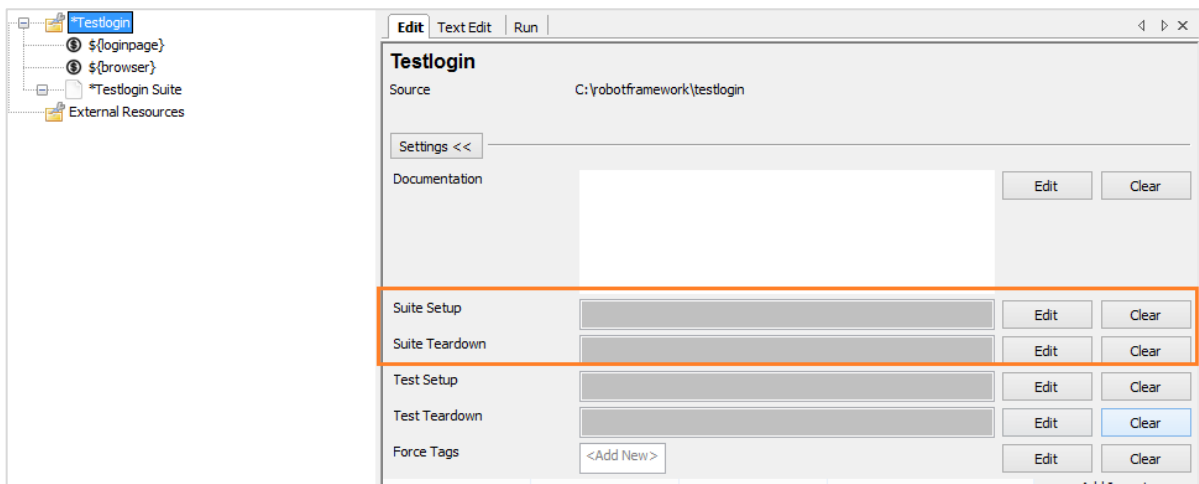 *Testlogin
${loginpage}
${browser}
*Testlogin Suite
External Resources
Edit Text Edit Run
Testlogin
Source C:\robotframework\testlogin
Settings <<
Documentation Edit Clear
Suite Setup Edit Clear
Suite Teardown Edit Clear
Test Setup Edit Clear
Test Teardown Edit Clear
Force Tags <Add New> Edit Clear